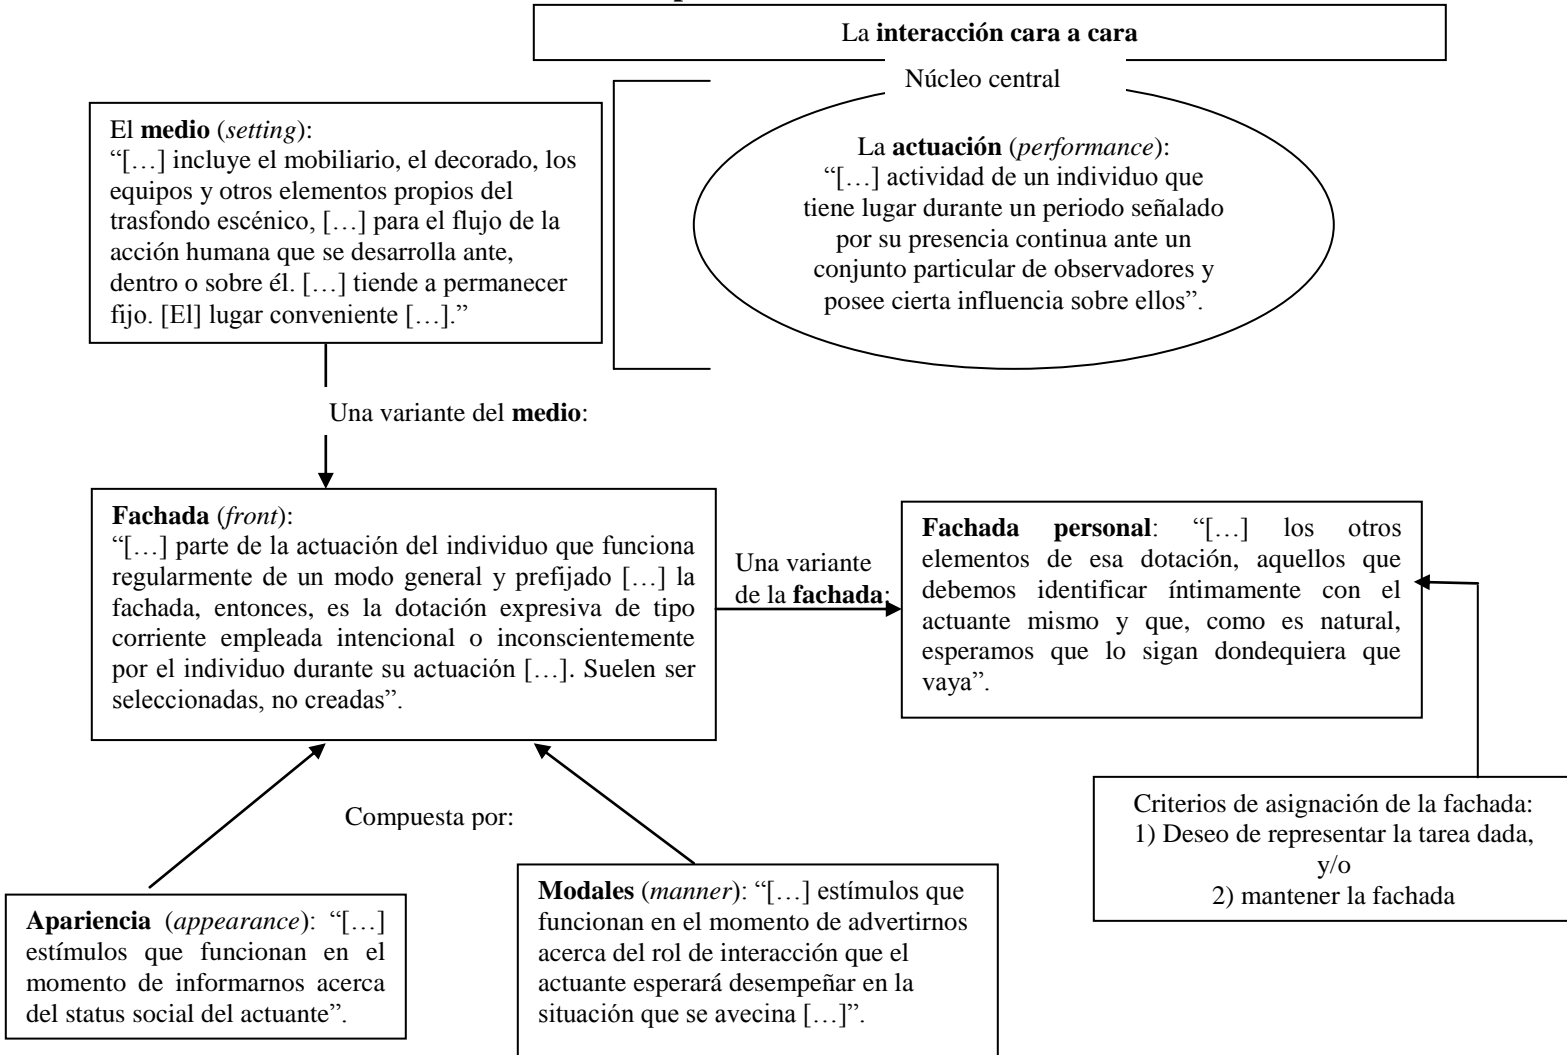 La interacción cara a cara
Núcleo central
El medio (setting):
“[…] incluye el mobiliario, el decorado, los
equipos y otros elementos propios del
trasfondo escénico, […] para el flujo de la
acción humana que se desarrolla ante,
dentro o sobre él. […] tiende a permanecer
fijo. [El] lugar conveniente […].”
La actuación (performance):
“[…] actividad de un individuo que
tiene lugar durante un periodo señalado
por su presencia continua ante un
conjunto particular de observadores y
posee cierta influencia sobre ellos”.
Una variante del medio:
Fachada (front):
“[…] parte de la actuación del individuo que funciona
regularmente de un modo general y prefijado […] la
fachada, entonces, es la dotación expresiva de tipo
corriente empleada intencional o inconscientemente
por el individuo durante su actuación […]. Suelen ser
seleccionadas, no creadas”.
Una variante
de la fachada:
Fachada personal: “[…] los otros
elementos de esa dotación, aquellos que
debemos identificar íntimamente con el
actuante mismo y que, como es natural,
esperamos que lo sigan dondequiera que
vaya”.
Compuesta por:
Criterios de asignación de la fachada:
1) Deseo de representar la tarea dada,
y/o
2) mantener la fachada
Apariencia (appearance): “[…]
estímulos que funcionan en el
momento de informarnos acerca
del status social del actuante”.
Modales (manner): “[…] estímulos que
funcionan en el momento de advertirnos
acerca del rol de interacción que el
actuante esperará desempeñar en la
situación que se avecina […]”.